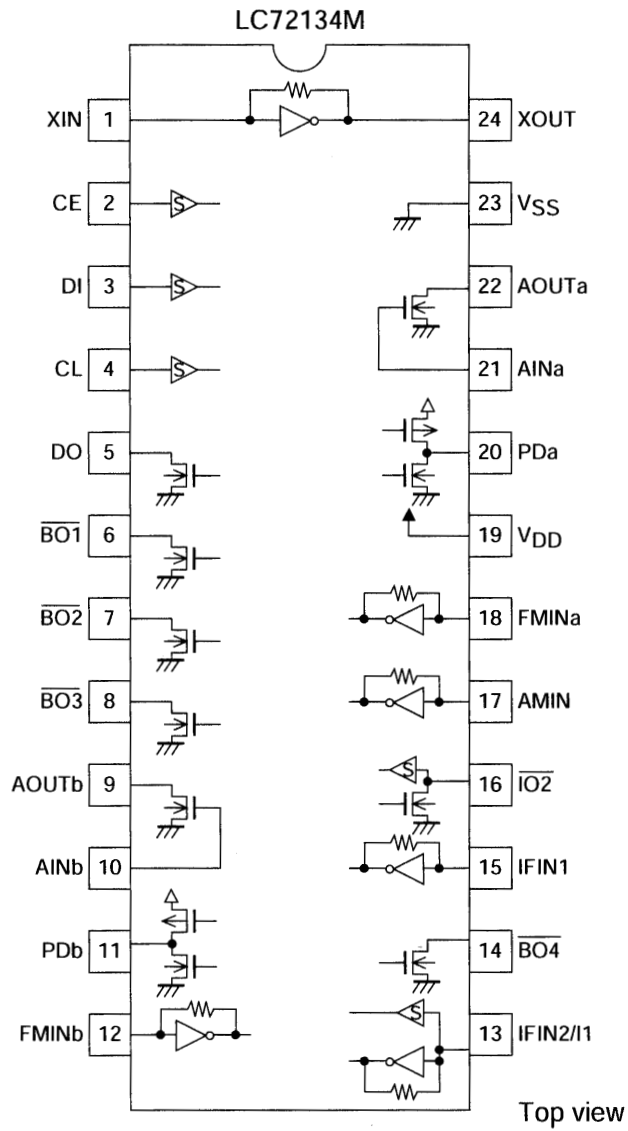 LC72134M
XIN 1
24 XOUT
CE 2 S
23 VSS
DI 3 S
22 AOUTa
CL 4 S
21 AINa
DO 5
20 PDa
BO1 6
19 VDD
BO2 7
18 FMINa
BO3 8
17 AMIN
AOUTb 9
S 16 IO2
AINb 10
15 IFIN1
PDb 11
14 BO4
FMINb 12
S 13 IFIN2/I1
Top view